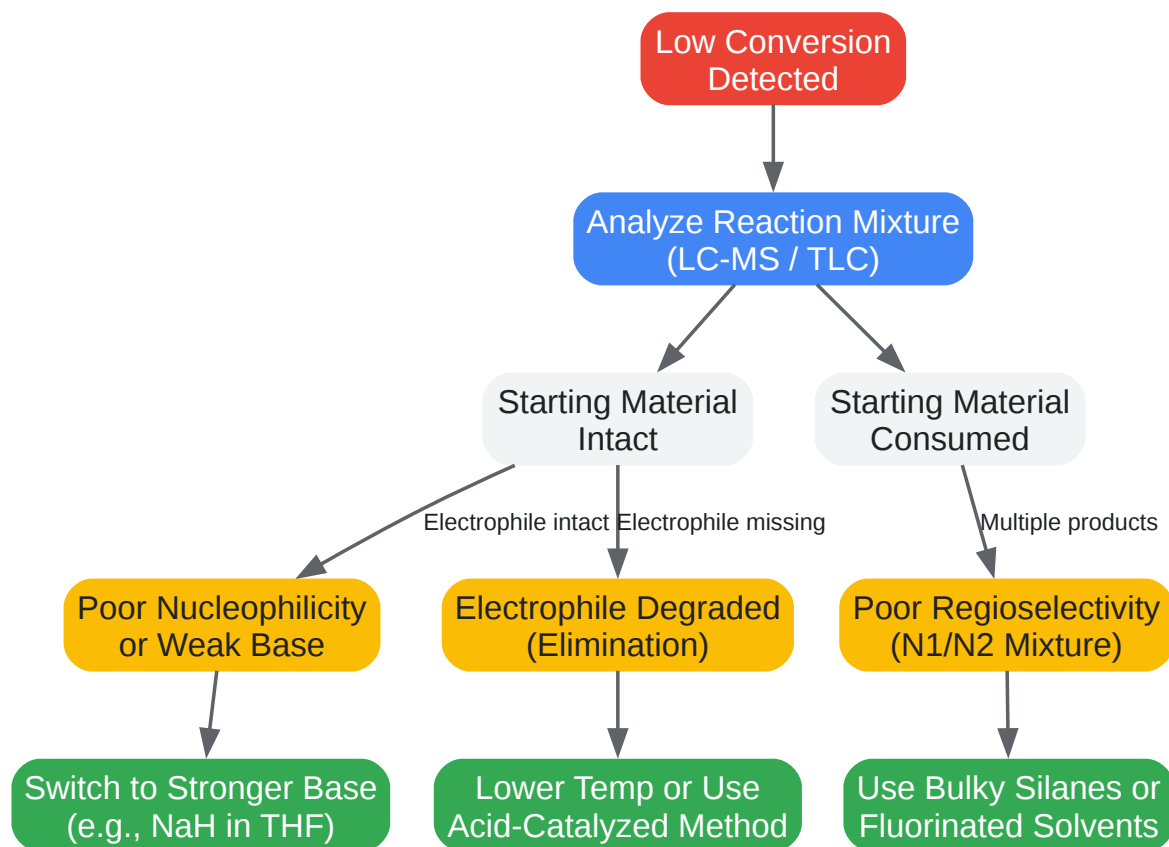 Low Conversion
Detected
Analyze Reaction Mixture
(LC-MS / TLC)
Starting Material
Intact
Starting Material
Consumed
Electrophile intact
Electrophile missing
Multiple products
Poor Nucleophilicity
or Weak Base
Electrophile Degraded
(Elimination)
Poor Regioselectivity
(N1/N2 Mixture)
Switch to Stronger Base
(e.g., NaH in THF)
Lower Temp or Use
Acid-Catalyzed Method
Use Bulky Silanes or
Fluorinated Solvents